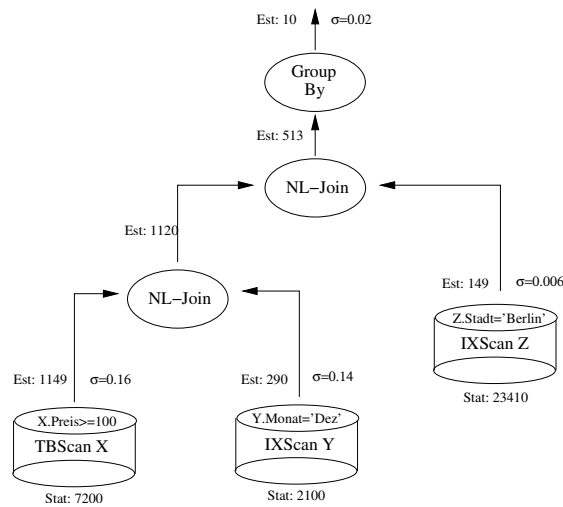 Est: 10 σ=0.02
Group
By
Est: 513
NL−Join
Est: 1120
NL−Join
Est: 149 σ=0.006
Z.Stadt='Berlin'
IXScan Z
Stat: 23410
Est: 1149 σ=0.16
X.Preis>=100
TBScan X
Stat: 7200
Est: 290 σ=0.14
Y.Monat='Dez'
IXScan Y
Stat: 2100